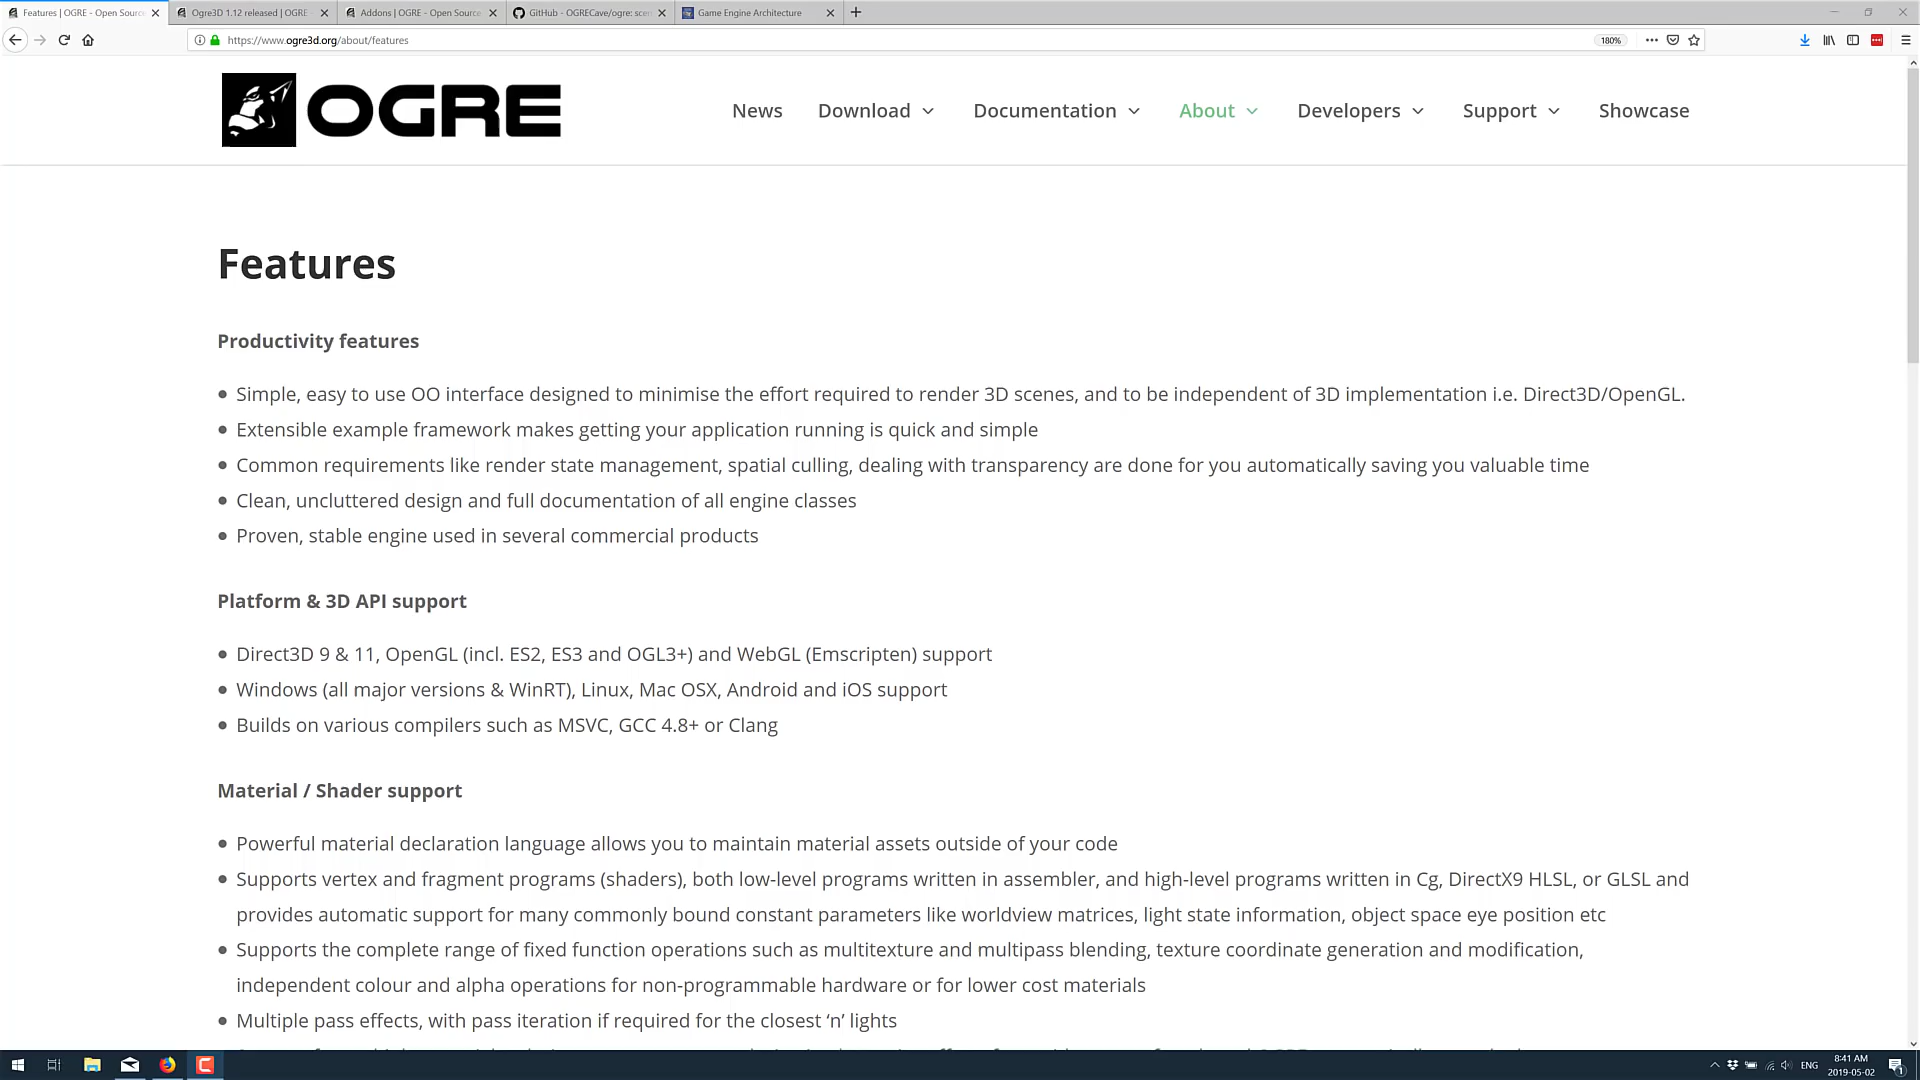 Features | OGRE - Open Sourc
Ogre3D 1.12 released | OGRE
Addons | OGRE - Open Source
GitHub - OGRECave/ogre: scen
Game Engine Architecture
https://www.ogre3d.org/about/features
180%
OGRE
News
Download
Documentation
About
Developers
Support
Showcase
Features
Productivity features
Simple, easy to use OO interface designed to minimise the effort required to render 3D scenes, and to be independent of 3D implementation i.e. Direct3D/OpenGL.
Extensible example framework makes getting your application running is quick and simple
Common requirements like render state management, spatial culling, dealing with transparency are done for you automatically saving you valuable time
Clean, uncluttered design and full documentation of all engine classes
Proven, stable engine used in several commercial products
Platform & 3D API support
Direct3D 9 & 11, OpenGL (incl. ES2, ES3 and OGL3+) and WebGL (Emscripten) support
Windows (all major versions & WinRT), Linux, Mac OSX, Android and iOS support
Builds on various compilers such as MSVC, GCC 4.8+ or Clang
Material / Shader support
Powerful material declaration language allows you to maintain material assets outside of your code
Supports vertex and fragment programs (shaders), both low-level programs written in assembler, and high-level programs written in Cg, DirectX9 HLSL, or GLSL and
provides automatic support for many commonly bound constant parameters like worldview matrices, light state information, object space eye position etc
Supports the complete range of fixed function operations such as multitexture and multipass blending, texture coordinate generation and modification,
independent colour and alpha operations for non-programmable hardware or for lower cost materials
Multiple pass effects, with pass iteration if required for the closest ‘n’ lights
ENG
8:41 AM
2019-05-02